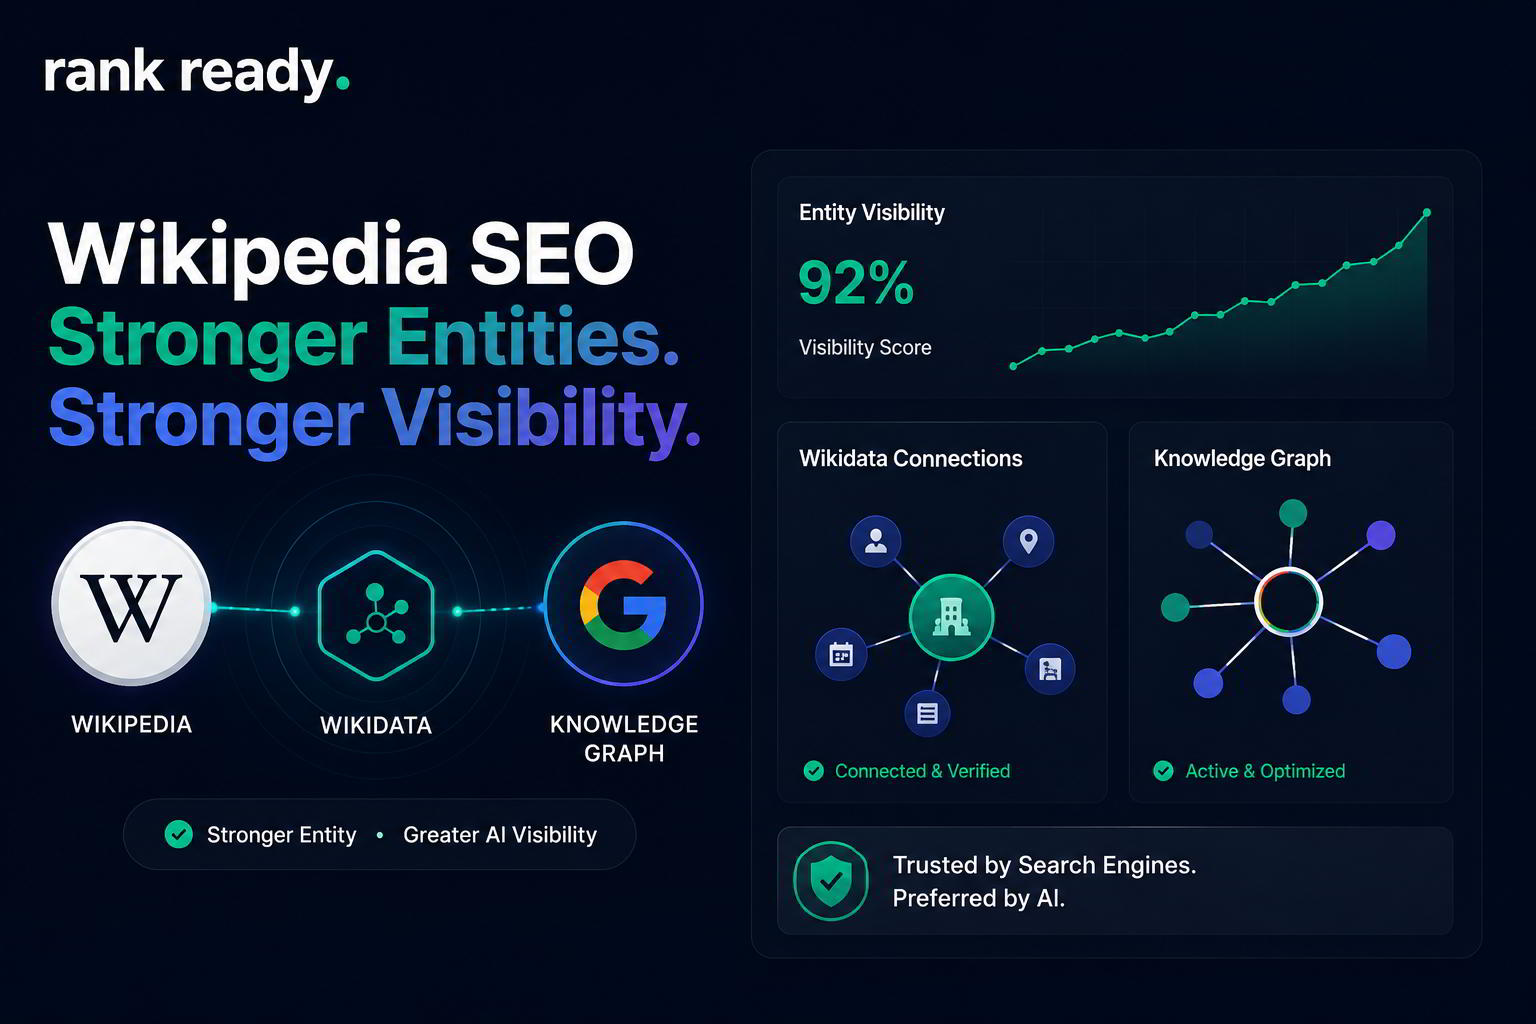 rank ready.
Wikipedia SEO
Stronger Entities.
Stronger Visibility.
W
G
WIKIPEDIA
WIKIDATA
KNOWLEDGE
GRAPH
Stronger Entity • Greater AI Visibility
Entity Visibility
92%
Visibility Score
Wikidata Connections
Connected & Verified
Knowledge Graph
Active & Optimized
Trusted by Search Engines.
Preferred by AI.